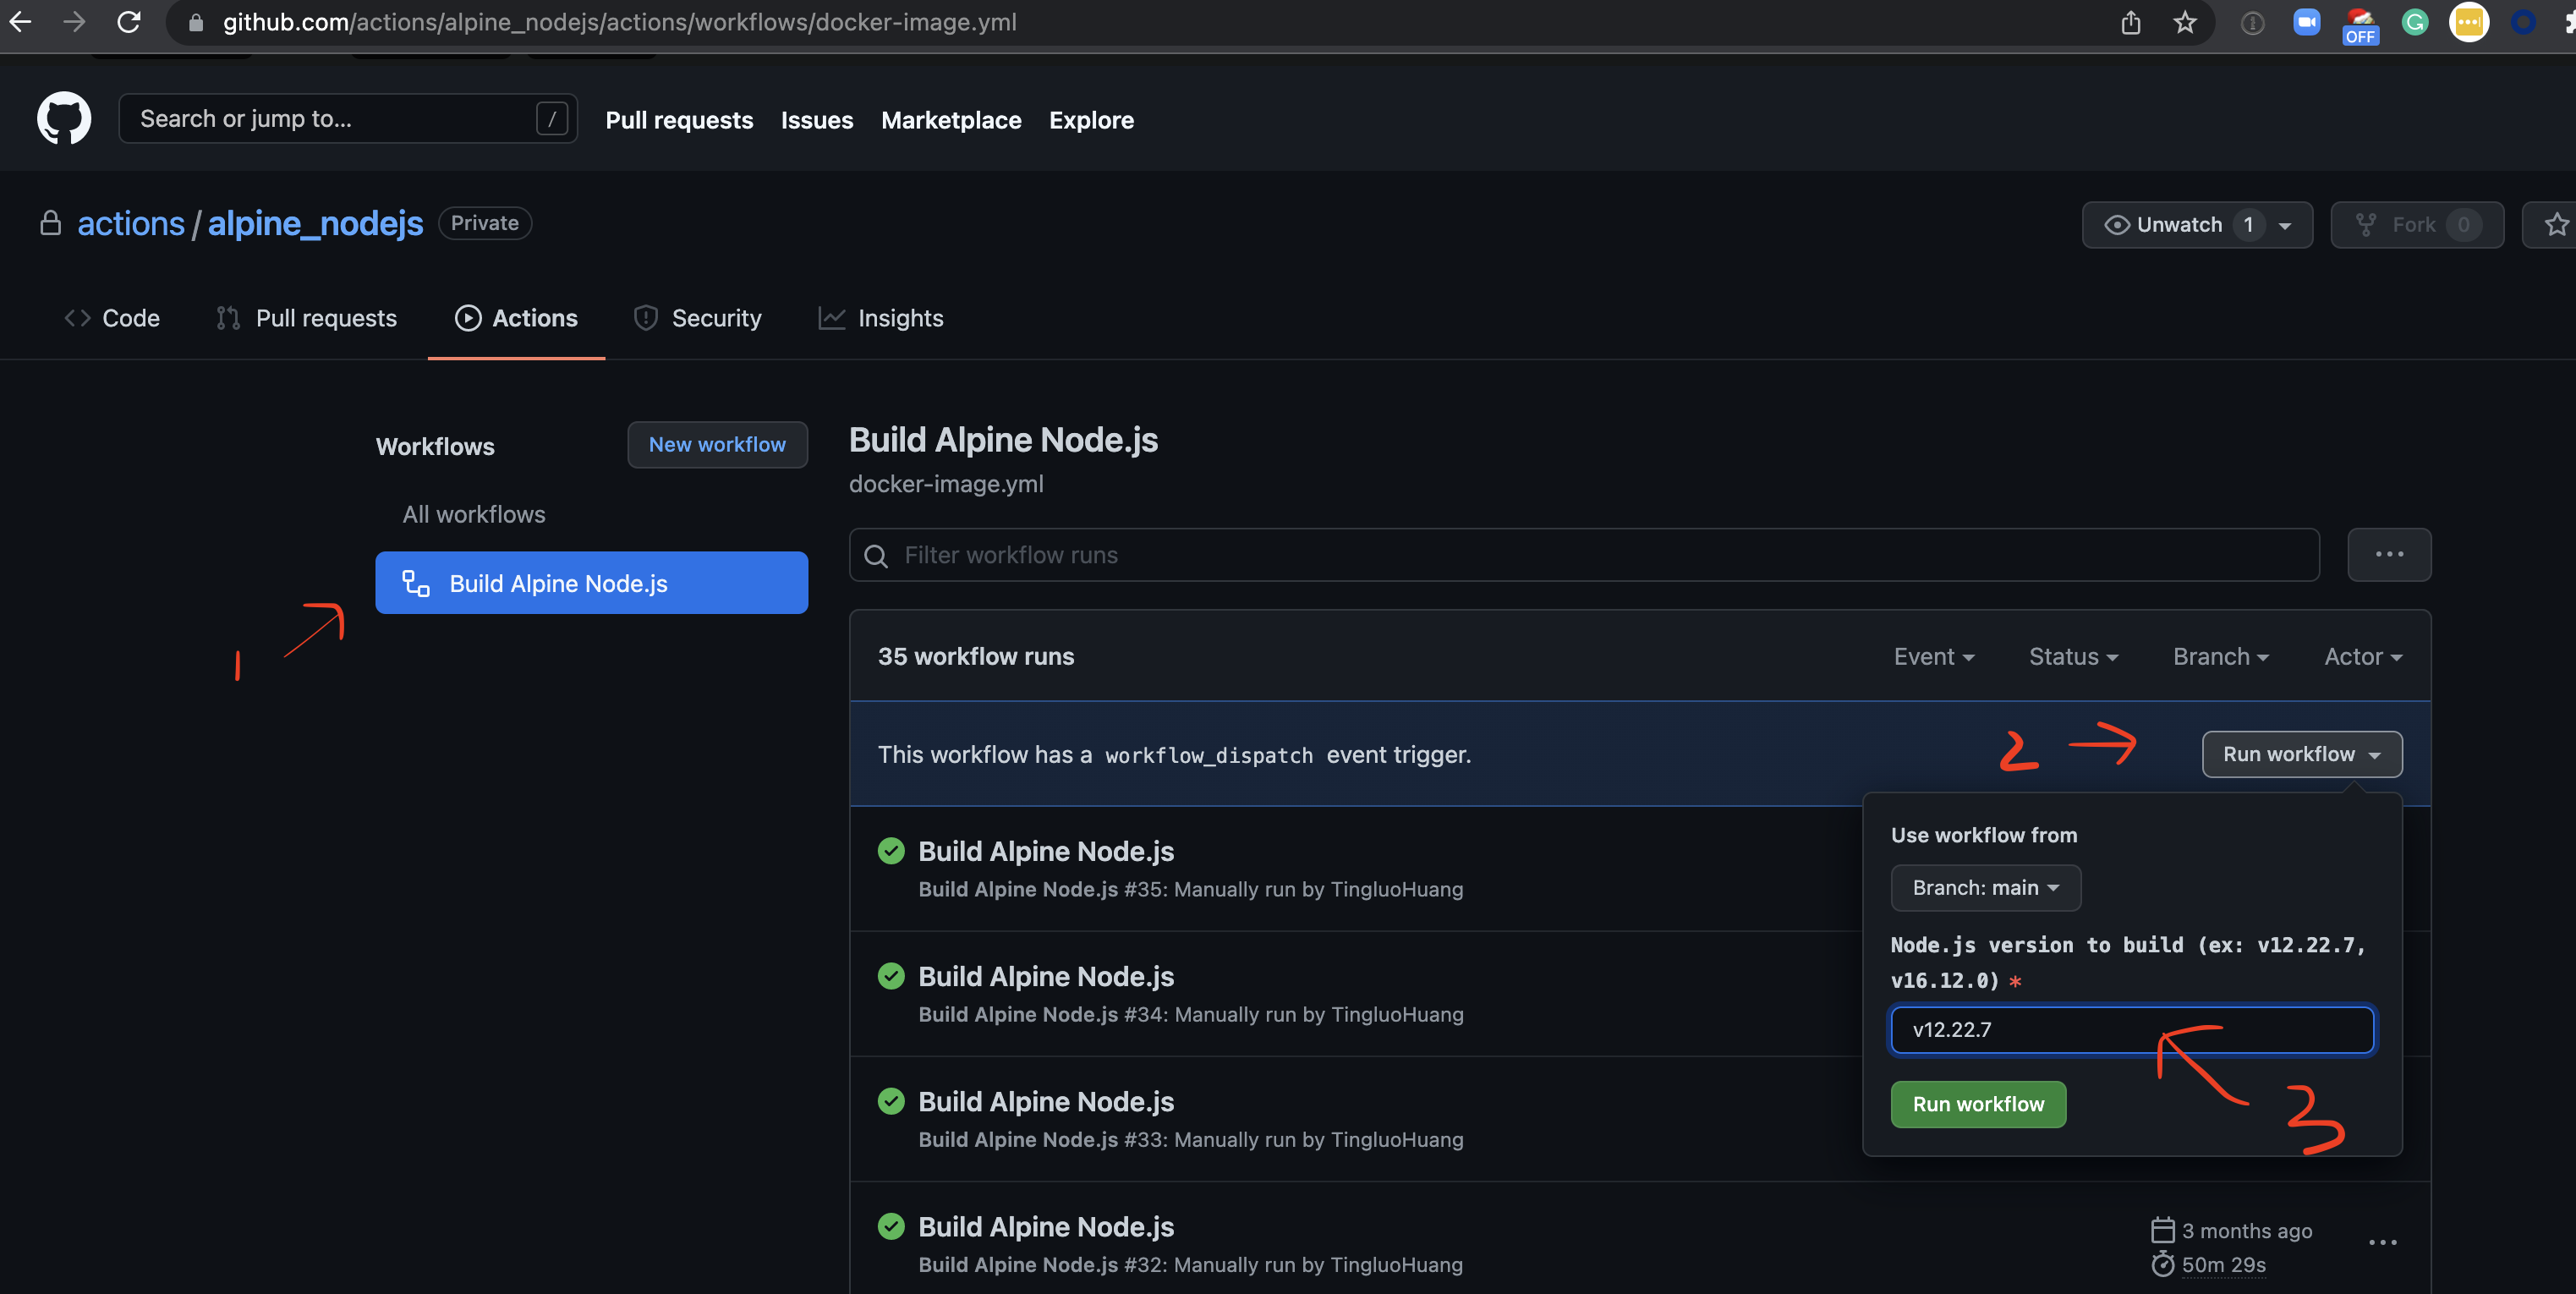 github.com/actions/alpine_nodejs/actions/workflows/docker-image.yml
OFF
Search or jump to... /
Pull requests Issues Marketplace Explore
actions / alpine_nodejs Private
Unwatch 1 Fork 0
Code Pull requests Actions Security Insights
Workflows New workflow
All workflows
Build Alpine Node.js
1
Build Alpine Node.js
docker-image.yml
Filter workflow runs
35 workflow runs
Event Status Branch Actor
This workflow has a workflow_dispatch event trigger.
2
Run workflow
Use workflow from
Branch: main
Node.js version to build (ex: v12.22.7,
v16.12.0) *
v12.22.7
Run workflow
3
Build Alpine Node.js
Build Alpine Node.js #35: Manually run by TingluoHuang
Build Alpine Node.js
Build Alpine Node.js #34: Manually run by TingluoHuang
Build Alpine Node.js
Build Alpine Node.js #33: Manually run by TingluoHuang
Build Alpine Node.js
Build Alpine Node.js #32: Manually run by TingluoHuang
3 months ago
50m 29s